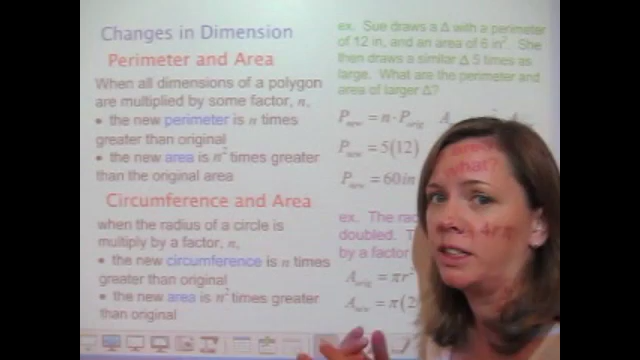 Changes in Dimension
Perimeter and Area
When all dimensions of a polygon
are multiplied by some factor, n,
• the new perimeter is n times
greater than original
• the new area is n² times greater
than the original area
Circumference and Area
when the radius of a circle is
multiply by a factor, n,
• the new circumference is n times
greater than original
• the new area is n² times greater
than original
ex. Sue draws a Δ with a perimeter
of 12 in, and an area of 6 in². She
then draws a similar Δ 5 times as
large. What are the perimeter and
area of larger Δ?
P_new = n · P_orig
P_new = 5(12)
P_new = 60in
ex. The rad
doubled. T
by a factor
A_orig = πr²
A_new = π(2